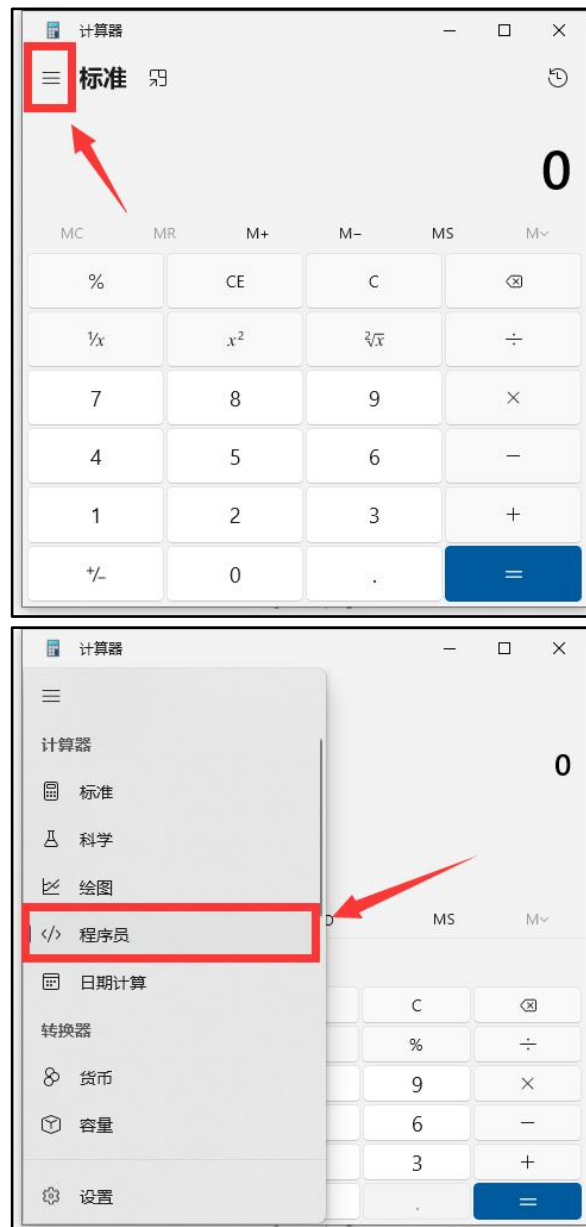 计算器
标准
0
MC MR M+ M− MS M
% CE C
1/x x² ²√x ÷
7 8 9 ×
4 5 6 −
1 2 3 +
+/− 0 . =
计算器
计算器
0
标准
科学
绘图
MS M
</> 程序员
日期计算
C
转换器
% ÷
货币
9 ×
容量
6 −
3 +
设置
. =